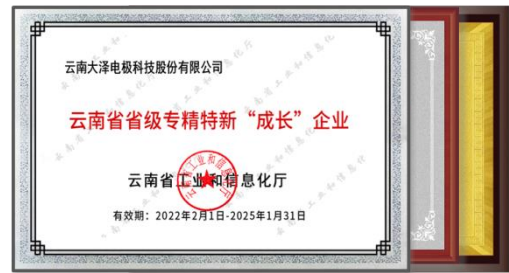 云南大泽电极科技股份有限公司
云南省省级专精特新“成长”企业
云南省工业和信息化厅
有效期：2022年2月1日-2025年1月31日